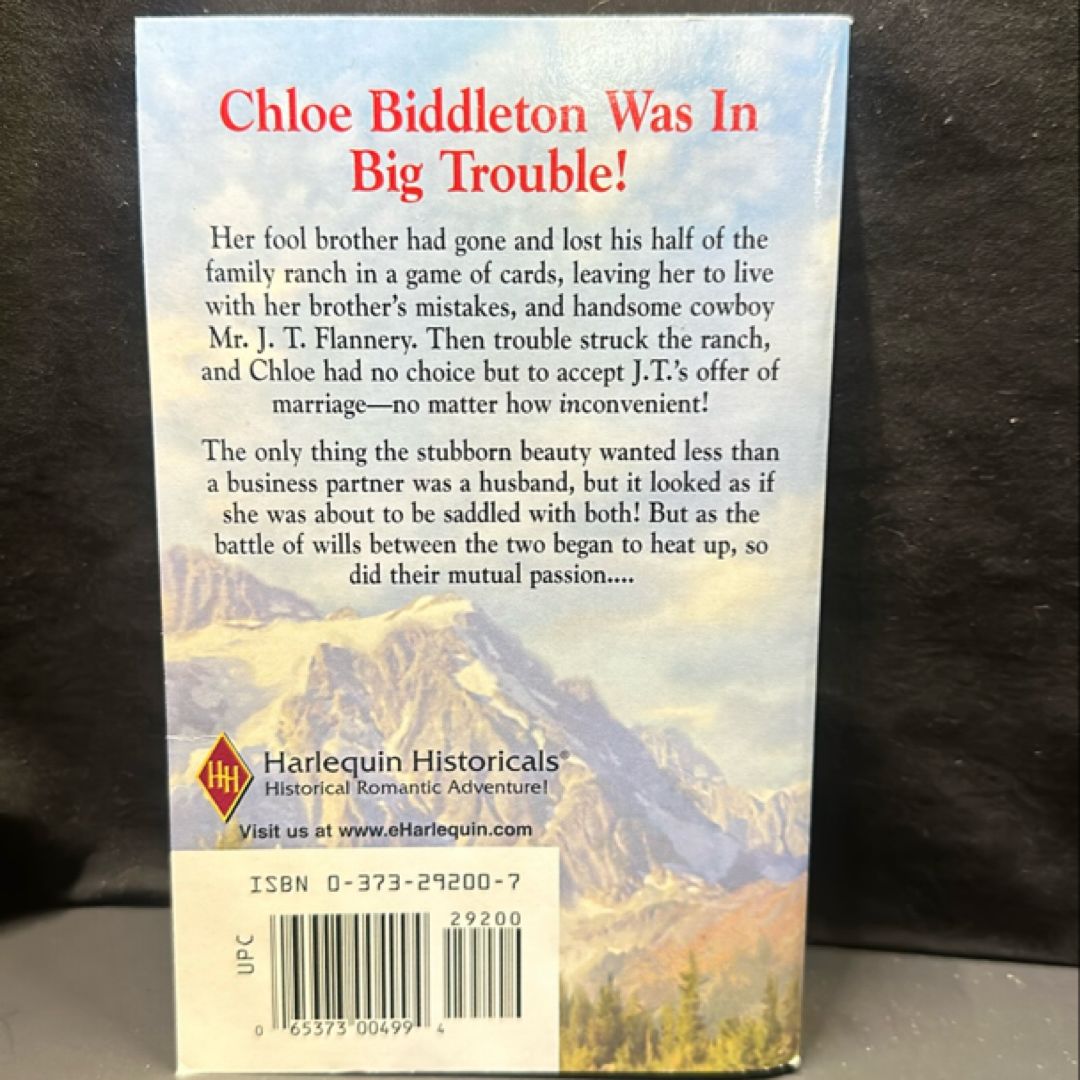 Chloe Biddleton Was In
Big Trouble!
Her fool brother had gone and lost his half of the
family ranch in a game of cards, leaving her to live
with her brother's mistakes, and handsome cowboy
Mr. J. T. Flannery. Then trouble struck the ranch,
and Chloe had no choice but to accept J.T.'s offer of
marriage—no matter how inconvenient!
The only thing the stubborn beauty wanted less than
a business partner was a husband, but it looked as if
she was about to be saddled with both! But as the
battle of wills between the two began to heat up, so
did their mutual passion....
HH
Harlequin Historicals®
Historical Romantic Adventure!
Visit us at www.eHarlequin.com
ISBN 0-373-29200-7
29200
UPC
0 65373 00499 4